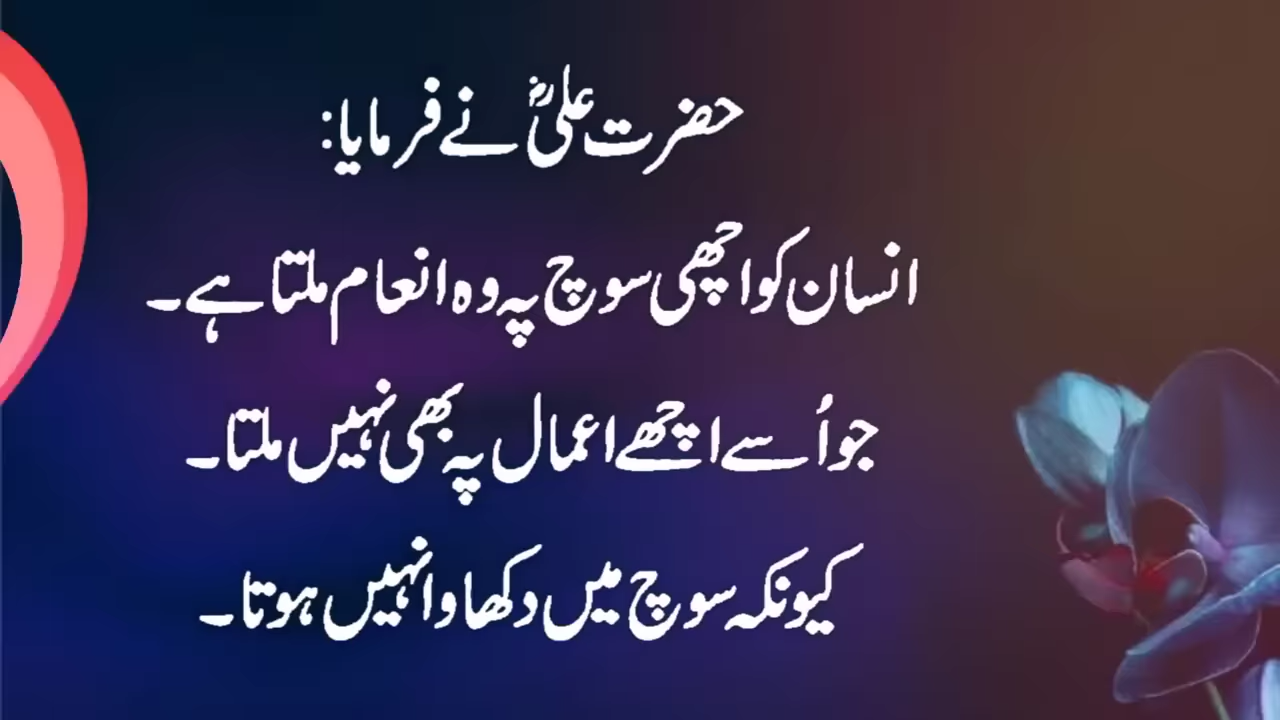 حضرت علیؓ نے فرمایا:
انسان کو اچھی سوچ پہ وہ انعام ملتا ہے۔
جو اُسے اچھے اعمال پہ بھی نہیں ملتا۔
کیونکہ سوچ میں دکھاوا نہیں ہوتا۔